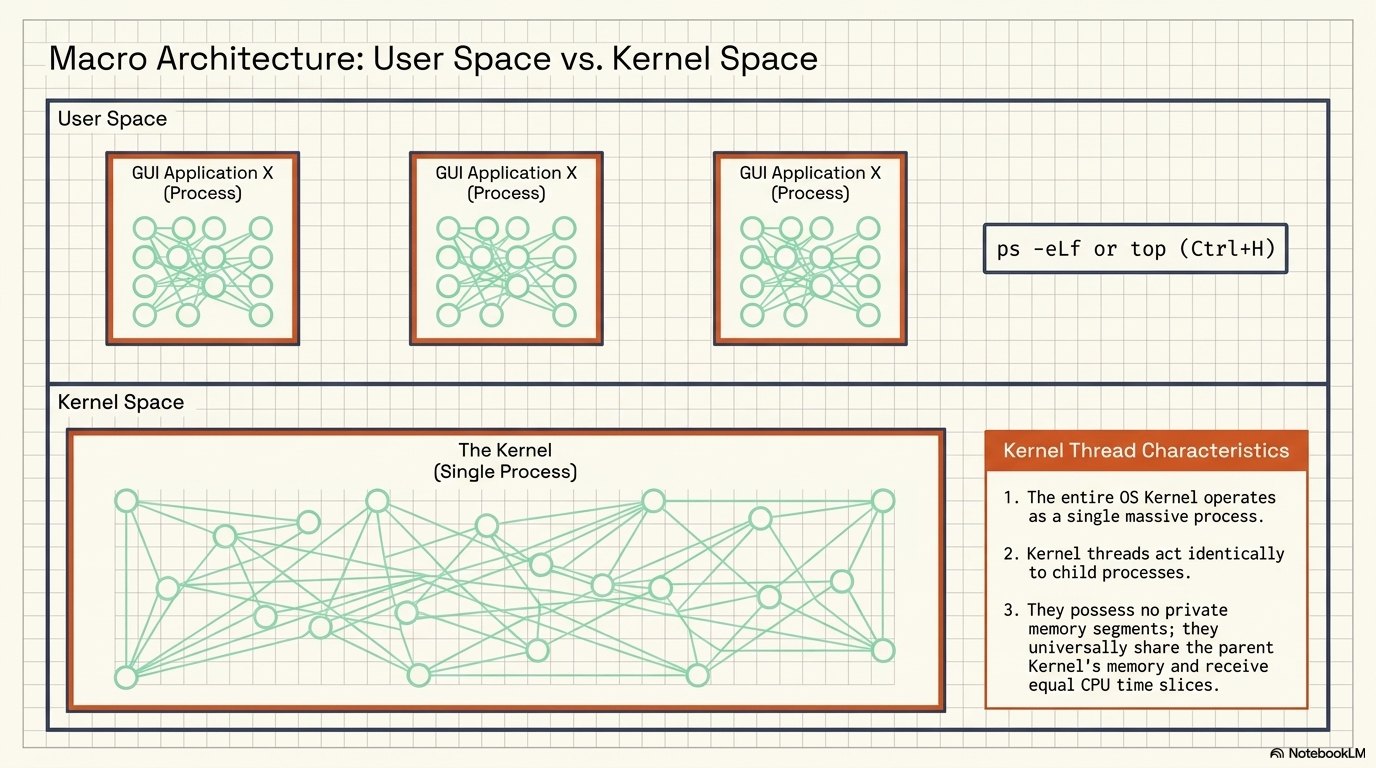 Macro Architecture: User Space vs. Kernel Space
User Space
GUI Application X
(Process)
GUI Application X
(Process)
GUI Application X
(Process)
ps -eLf or top (Ctrl+H)
Kernel Space
The Kernel
(Single Process)
Kernel Thread Characteristics
1. The entire OS Kernel operates
as a single massive process.
2. Kernel threads act identically
to child processes.
3. They possess no private
memory segments; they
universally share the parent
Kernel's memory and receive
equal CPU time slices.
NotebookLM